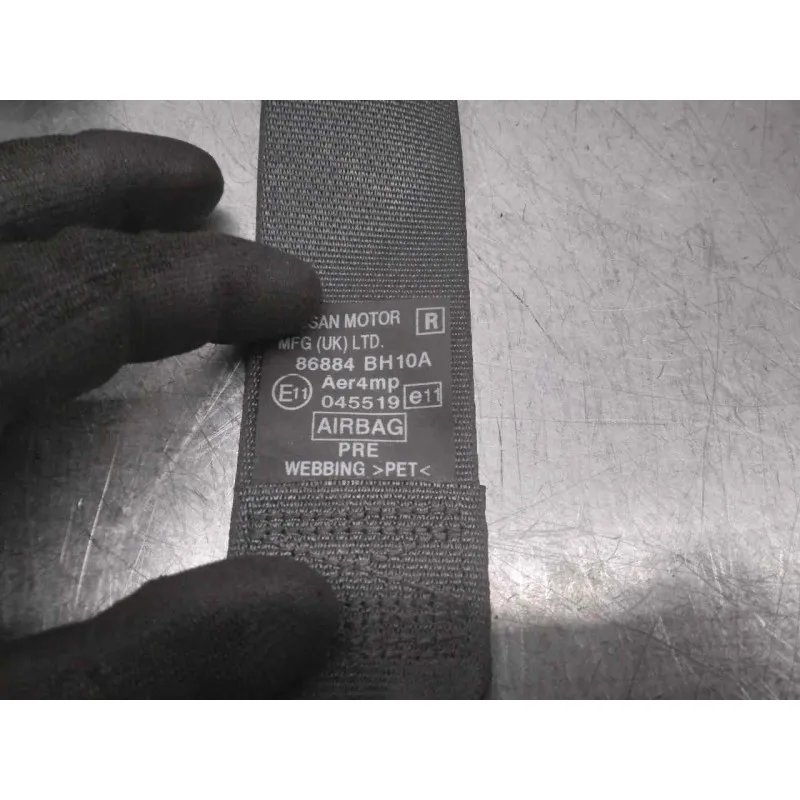 SAN MOTOR R
MFG (UK) LTD.
86884 BH10A
E11 Aer4mp
045519 e11
AIRBAG
PRE
WEBBING >PET<